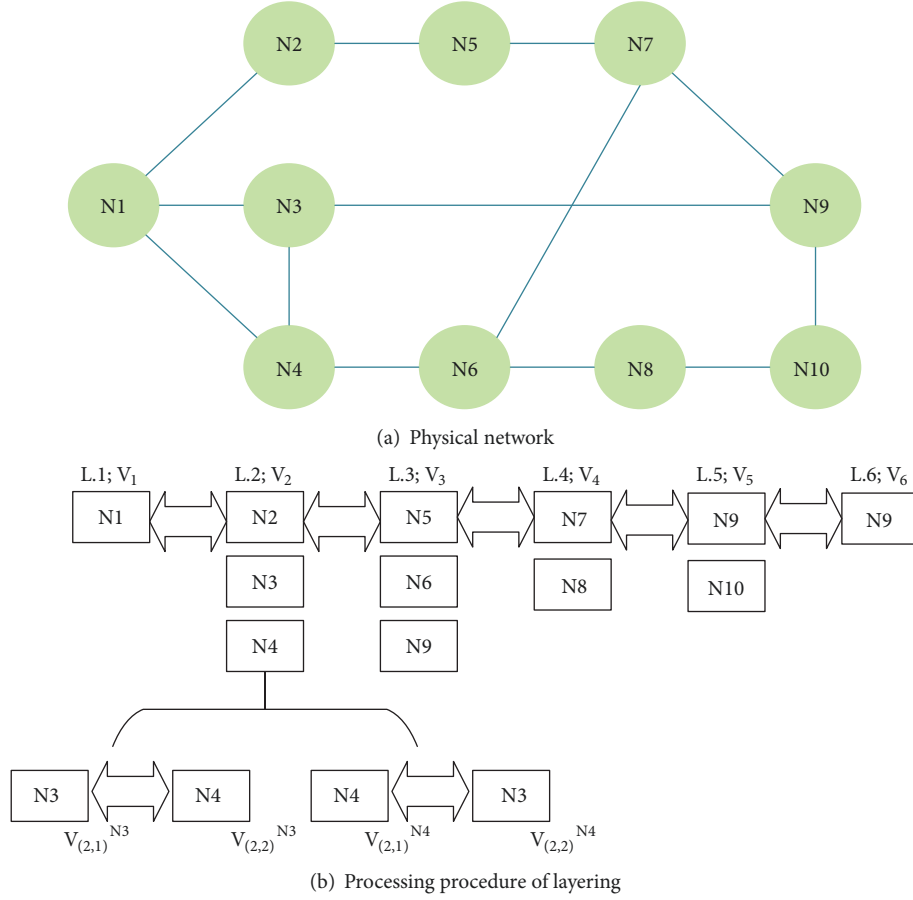 N2 N5 N7
N1 N3 N9
N4 N6 N8 N10
(a) Physical network
L.1; V₁ L.2; V₂ L.3; V₃ L.4; V₄ L.5; V₅ L.6; V₆
N1 N2 N5 N7 N9 N9
N3 N6 N8 N10
N4 N9
N3 N4 N4 N3
V₍₂,₁₎ᴺ³ V₍₂,₂₎ᴺ³ V₍₂,₁₎ᴺ⁴ V₍₂,₂₎ᴺ⁴
(b) Processing procedure of layering